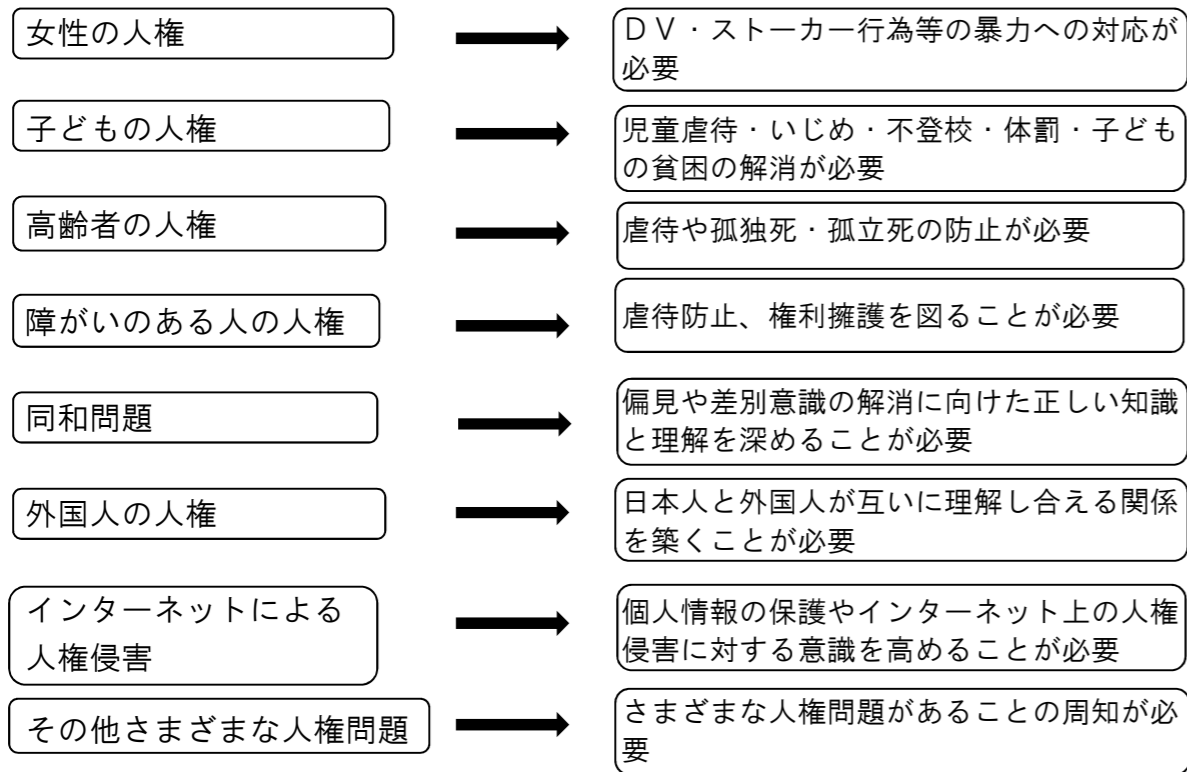 女性の人権
ＤＶ・ストーカー行為等の暴力への対応が
必要
子どもの人権
児童虐待・いじめ・不登校・体罰・子ども
の貧困の解消が必要
高齢者の人権
虐待や孤独死・孤立死の防止が必要
障がいのある人の人権
虐待防止、権利擁護を図ることが必要
同和問題
偏見や差別意識の解消に向けた正しい知識
と理解を深めることが必要
外国人の人権
日本人と外国人が互いに理解し合える関係
を築くことが必要
インターネットによる
人権侵害
個人情報の保護やインターネット上の人権
侵害に対する意識を高めることが必要
その他さまざまな人権問題
さまざまな人権問題があることの周知が必
要